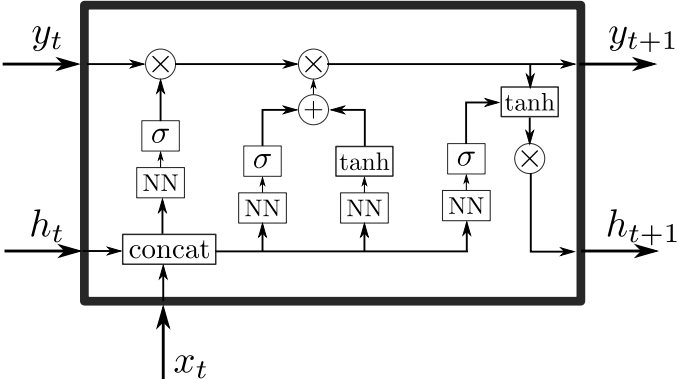 y_t × × y_{t+1}
tanh
+
σ σ tanh σ ×
NN NN NN NN
h_t concat h_{t+1}
x_t